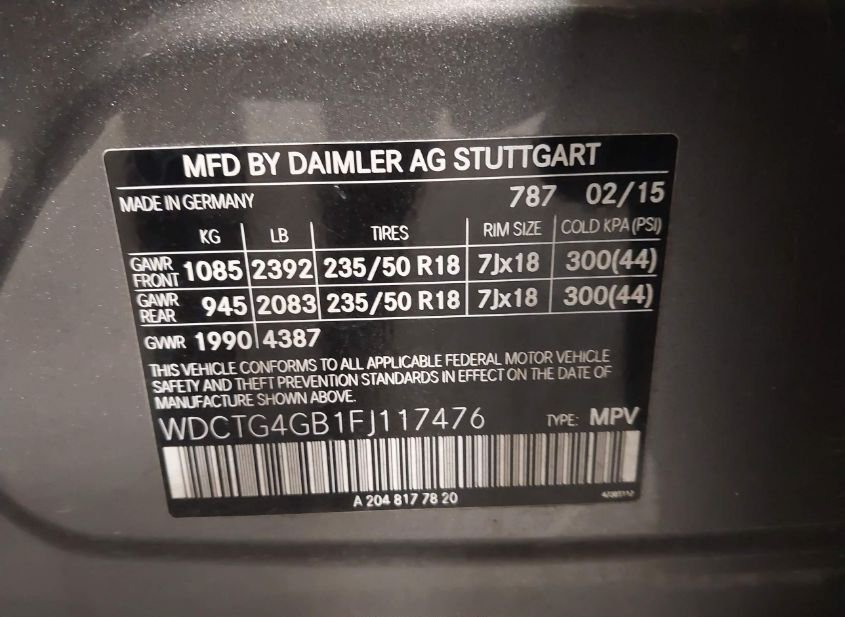 MFD BY DAIMLER AG STUTTGART
MADE IN GERMANY 787 02/15
KG LB TIRES RIM SIZE COLD KPA (PSI)
GAWR FRONT 1085 2392 235/50 R18 7Jx18 300(44)
GAWR REAR 945 2083 235/50 R18 7Jx18 300(44)
GVWR 1990 4387
THIS VEHICLE CONFORMS TO ALL APPLICABLE FEDERAL MOTOR VEHICLE
SAFETY AND THEFT PREVENTION STANDARDS IN EFFECT ON THE DATE OF
MANUFACTURE SHOWN ABOVE.
WDCTG4GB1FJ117476 TYPE: MPV
A 204 817 78 20